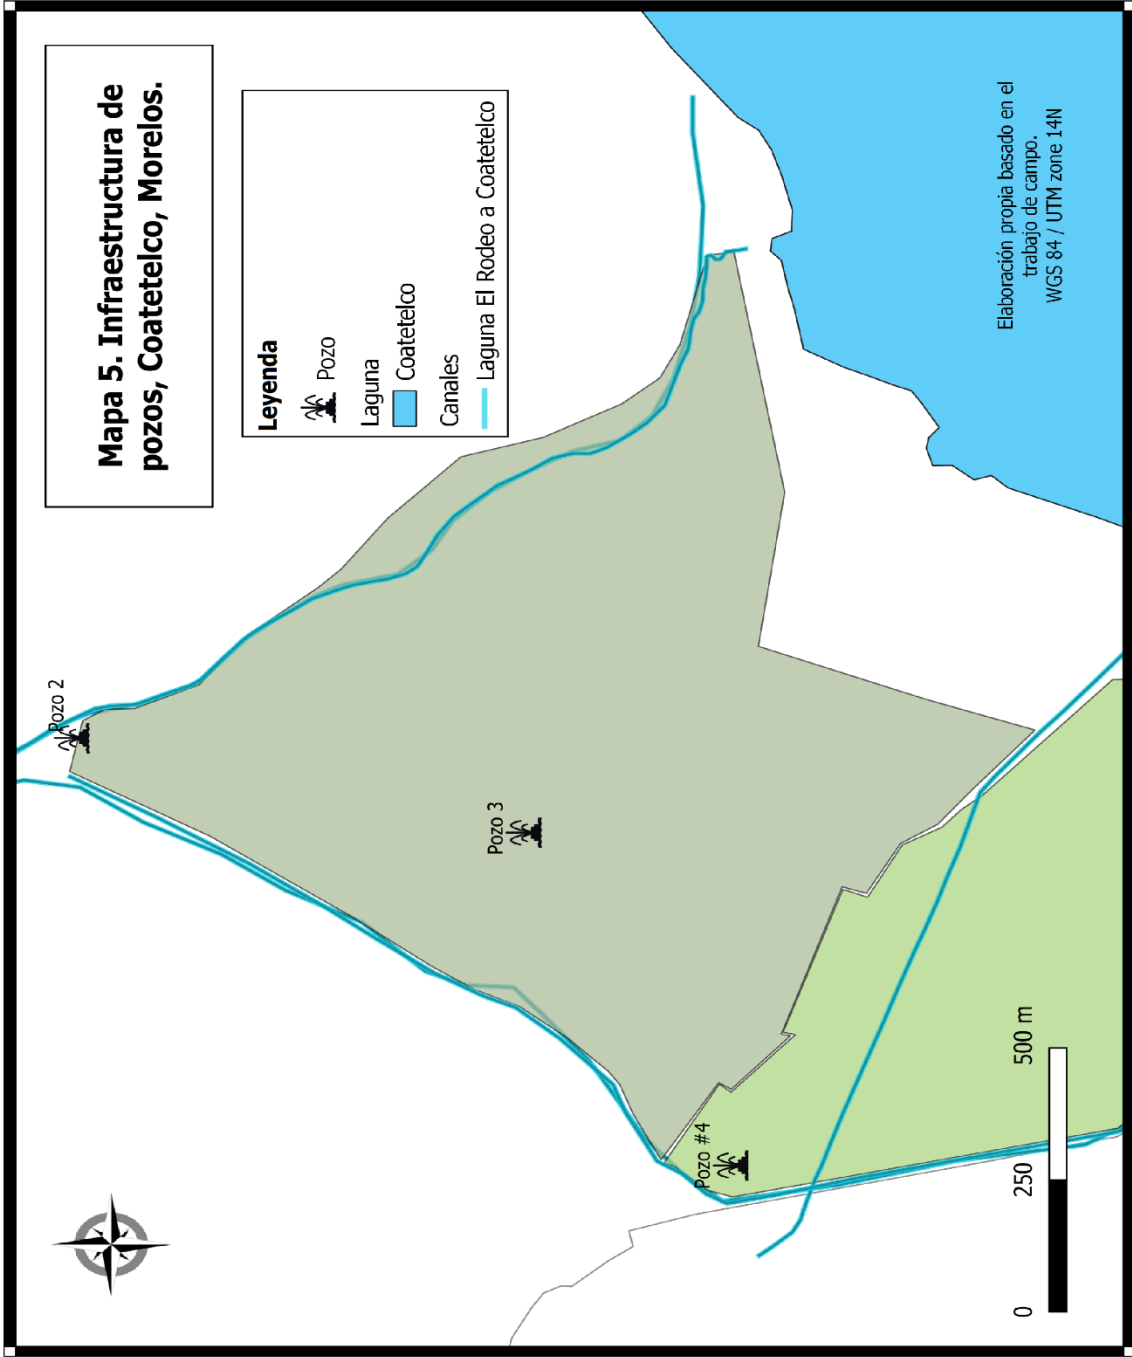 Mapa 5. Infraestructura de
pozos, Coatetelco, Morelos.
Leyenda
Pozo
Laguna
Coatetelco
Canales
Laguna El Rodeo a Coatetelco
Pozo 2
Pozo 3
Pozo #4
0 250 500 m
Elaboración propia basado en el
trabajo de campo.
WGS 84 / UTM zone 14N